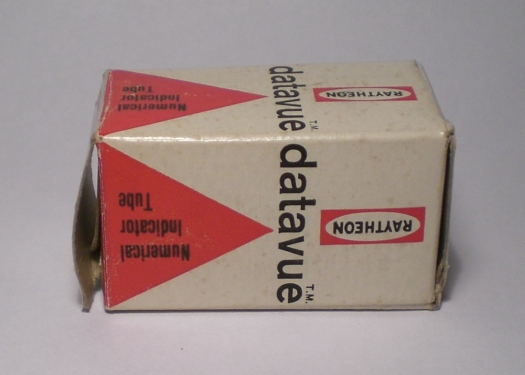 Numerical
Indicator
Tube
datavue T.M.
RAYTHEON
Numerical
Indicator
Tube
datavue T.M.
RAYTHEON